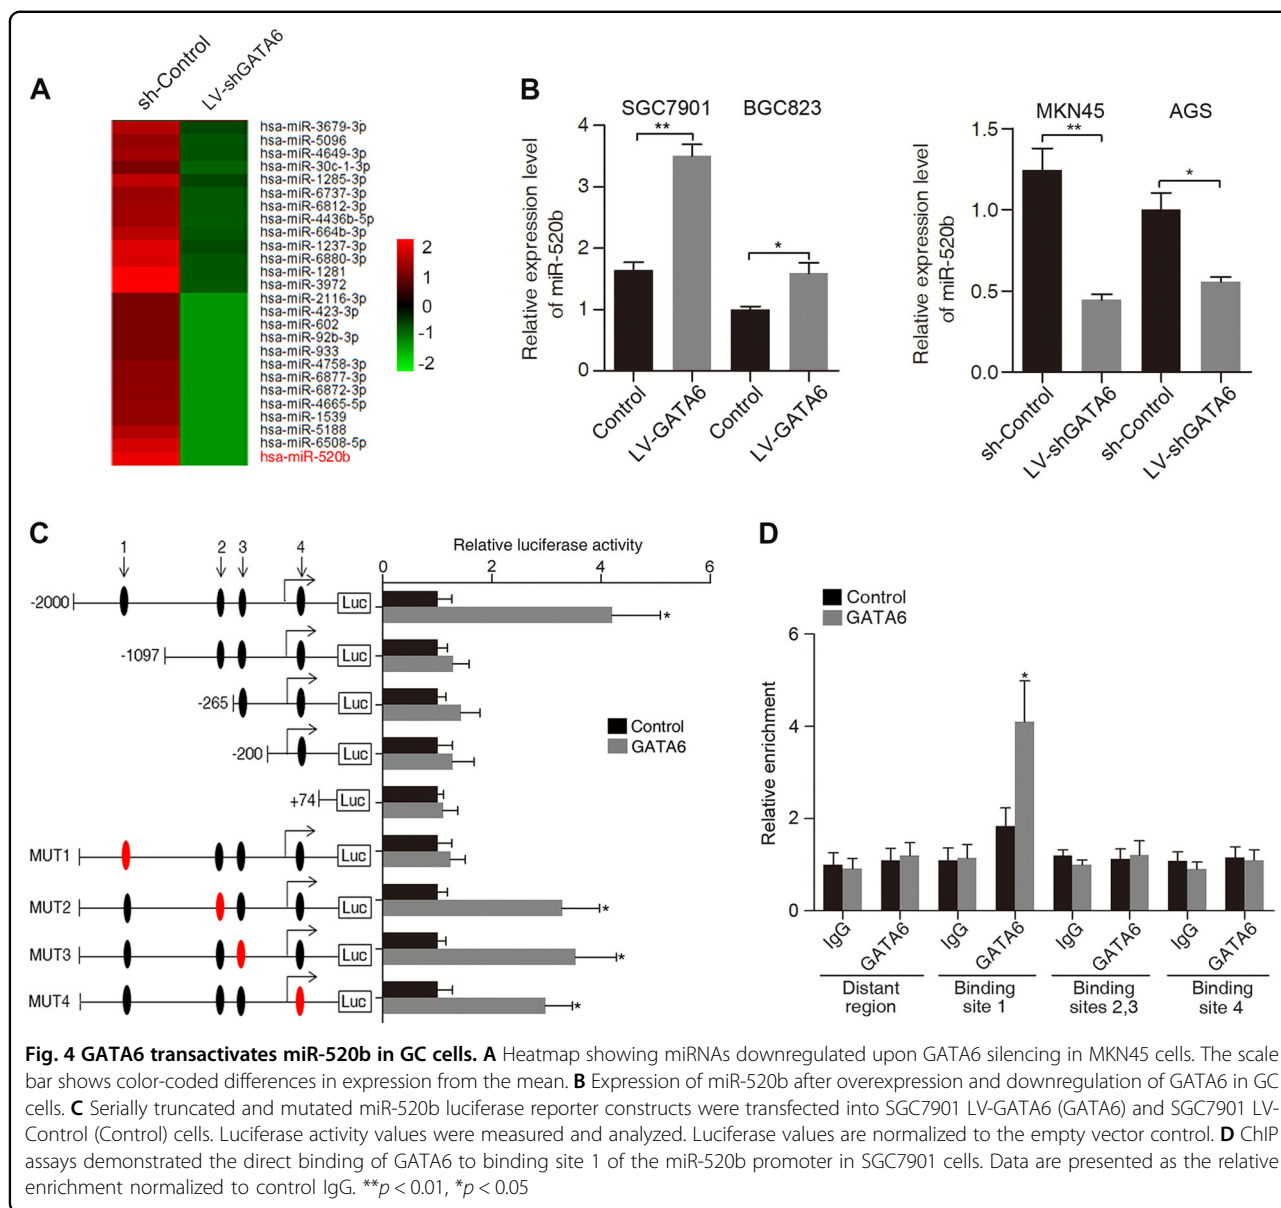 A
sh-Control
LV-shGATA6
hsa-miR-3679-3p
hsa-miR-5096
hsa-miR-4649-3p
hsa-miR-30c-1-3p
hsa-miR-1285-3p
hsa-miR-6737-3p
hsa-miR-6812-3p
hsa-miR-4436b-5p
hsa-miR-664b-3p
hsa-miR-1237-3p
hsa-miR-6880-3p
hsa-miR-1281
hsa-miR-3972
hsa-miR-2116-3p
hsa-miR-423-3p
hsa-miR-602
hsa-miR-92b-3p
hsa-miR-933
hsa-miR-4758-3p
hsa-miR-6877-3p
hsa-miR-6872-3p
hsa-miR-4665-5p
hsa-miR-1539
hsa-miR-5188
hsa-miR-6508-5p
hsa-miR-520b
2
1
0
-1
-2
B
SGC7901 BGC823
Relative expression level
of miR-520b
4
3
2
1
0
**
*
Control
LV-GATA6
Control
LV-GATA6
MKN45 AGS
Relative expression level
of miR-520b
1.5
1.0
0.5
0.0
**
*
sh-Control
LV-shGATA6
sh-Control
LV-shGATA6
C
1 2 3 4
Relative luciferase activity
0 2 4 6
-2000 Luc *
-1097 Luc
-265 Luc
-200 Luc
+74 Luc
MUT1 Luc
MUT2 Luc *
MUT3 Luc *
MUT4 Luc *
Control
GATA6
D
Control
GATA6
Relative enrichment
6
4
2
0
*
IgG
GATA6
IgG
GATA6
IgG
GATA6
IgG
GATA6
Distant
region
Binding
site 1
Binding
sites 2,3
Binding
site 4
Fig. 4 GATA6 transactivates miR-520b in GC cells. A Heatmap showing miRNAs downregulated upon GATA6 silencing in MKN45 cells. The scale
bar shows color-coded differences in expression from the mean. B Expression of miR-520b after overexpression and downregulation of GATA6 in GC
cells. C Serially truncated and mutated miR-520b luciferase reporter constructs were transfected into SGC7901 LV-GATA6 (GATA6) and SGC7901 LV-
Control (Control) cells. Luciferase activity values were measured and analyzed. Luciferase values are normalized to the empty vector control. D ChIP
assays demonstrated the direct binding of GATA6 to binding site 1 of the miR-520b promoter in SGC7901 cells. Data are presented as the relative
enrichment normalized to control IgG. **p < 0.01, *p < 0.05